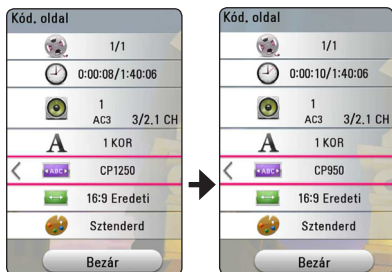 Kód. oldal
1/1
0:00:08/1:40:06
1
AC3 3/2.1 CH
A 1 KOR
ABC CP1250
16:9 Eredeti
Sztenderd
Bezár
Kód. oldal
1/1
0:00:10/1:40:06
1
AC3 3/2.1 CH
A 1 KOR
ABC CP950
16:9 Eredeti
Sztenderd
Bezár